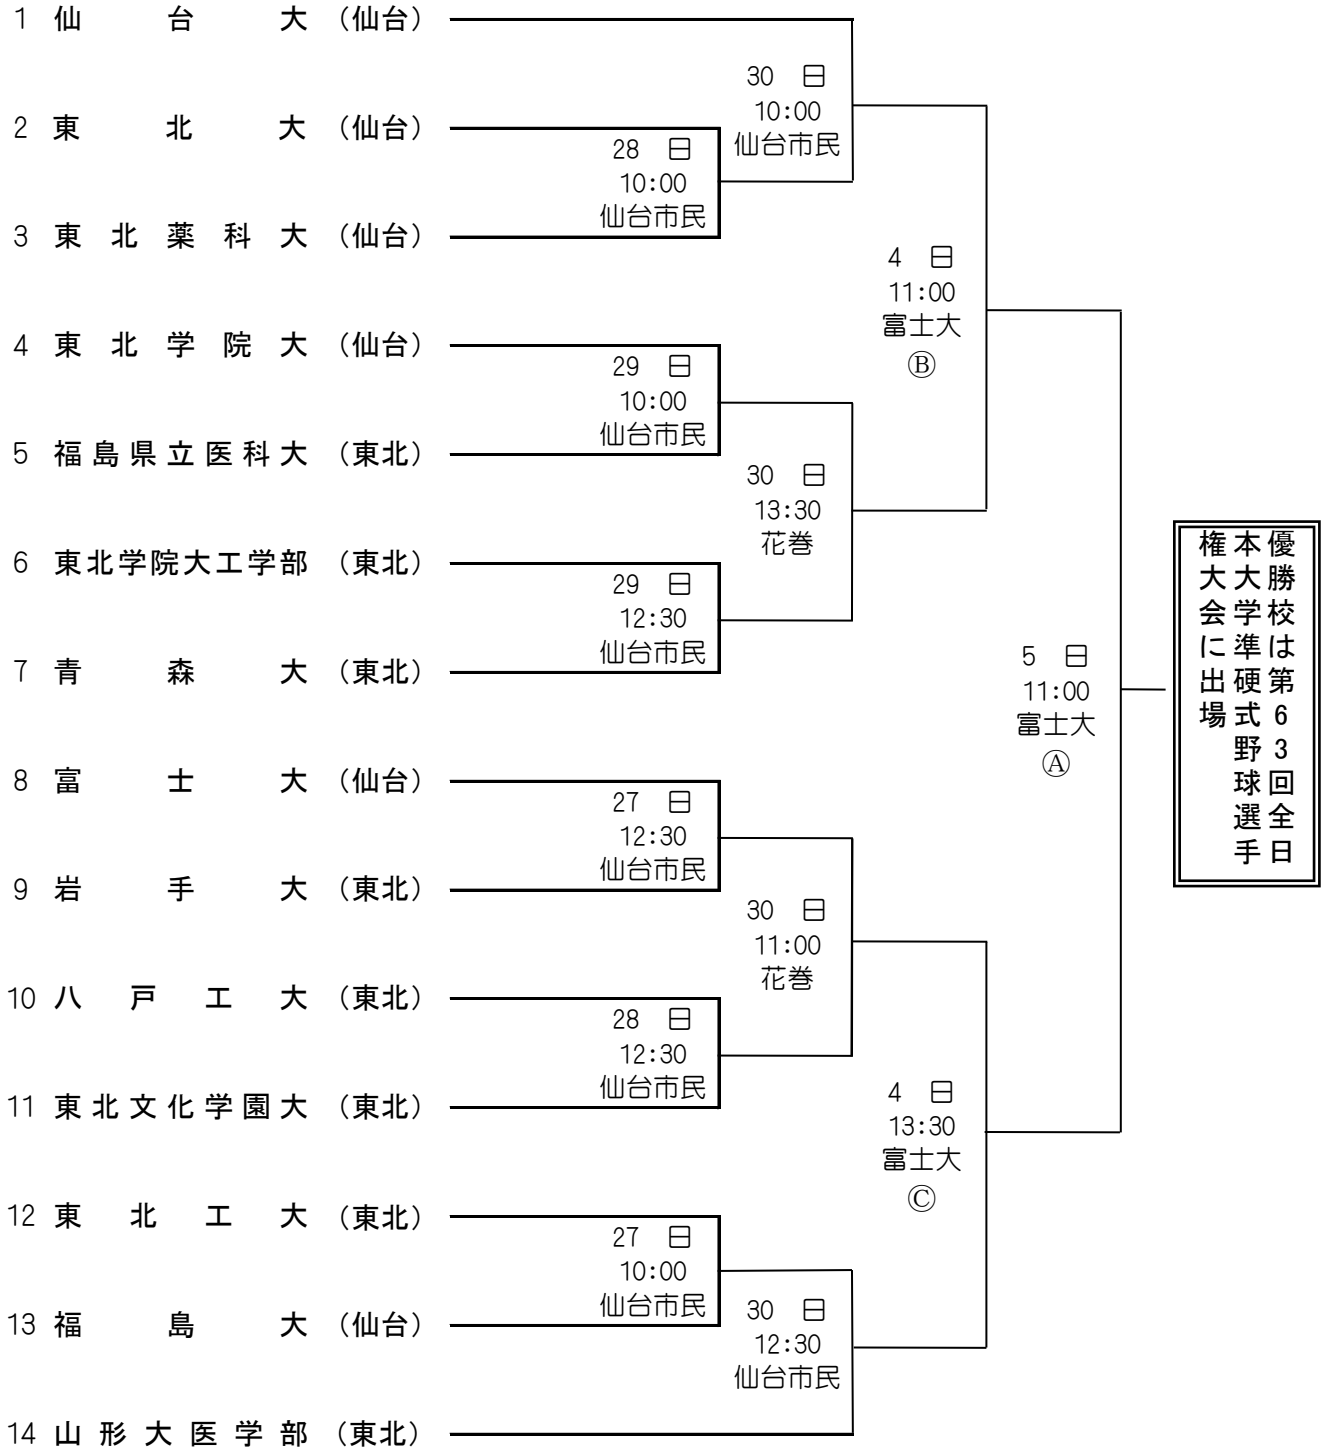 1 仙台大 （仙台）
30 日
10:00
仙台市民
2 東北大 （仙台）
28 日
10:00
仙台市民
3 東北薬科大 （仙台）
4 日
11:00
富士大
Ⓑ
4 東北学院大 （仙台）
29 日
10:00
仙台市民
5 福島県立医科大 （東北）
30 日
13:30
花巻
6 東北学院大工学部 （東北）
29 日
12:30
仙台市民
7 青森大 （東北）
5 日
11:00
富士大
Ⓐ
優勝校は第63回全日
本大学準硬式野球選手
権大会に出場
8 富士大 （仙台）
27 日
12:30
仙台市民
9 岩手大 （東北）
30 日
11:00
花巻
10 八戸工大 （東北）
28 日
12:30
仙台市民
11 東北文化学園大 （東北）
4 日
13:30
富士大
Ⓒ
12 東北工大 （東北）
27 日
10:00
仙台市民
13 福島大 （仙台）
30 日
12:30
仙台市民
14 山形大医学部 （東北）